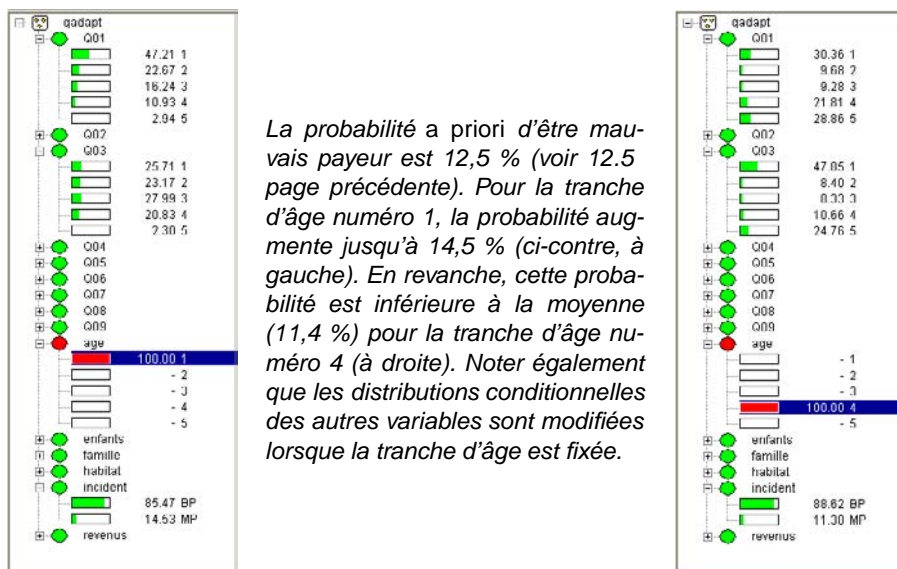 qadapt
Q01
47.21 1
22.67 2
16.24 3
10.93 4
2.94 5
Q02
Q03
25.71 1
23.17 2
27.99 3
20.83 4
2.30 5
Q04
Q05
Q06
Q07
Q08
Q09
age
100.00 1
- 2
- 3
- 4
- 5
enfants
famille
habitat
incident
85.47 BP
14.53 MP
revenus
La probabilité a priori d'être mau-
vais payeur est 12,5 % (voir 12.5
page précédente). Pour la tranche
d'âge numéro 1, la probabilité aug-
mente jusqu'à 14,5 % (ci-contre, à
gauche). En revanche, cette proba-
bilité est inférieure à la moyenne
(11,4 %) pour la tranche d'âge nu-
méro 4 (à droite). Noter également
que les distributions conditionnelles
des autres variables sont modifiées
lorsque la tranche d'âge est fixée.
qadapt
Q01
30.36 1
9.68 2
9.28 3
21.81 4
28.86 5
Q02
Q03
47.85 1
8.40 2
8.33 3
10.66 4
24.76 5
Q04
Q05
Q06
Q07
Q08
Q09
age
- 1
- 2
- 3
100.00 4
- 5
enfants
famille
habitat
incident
88.62 BP
11.38 MP
revenus